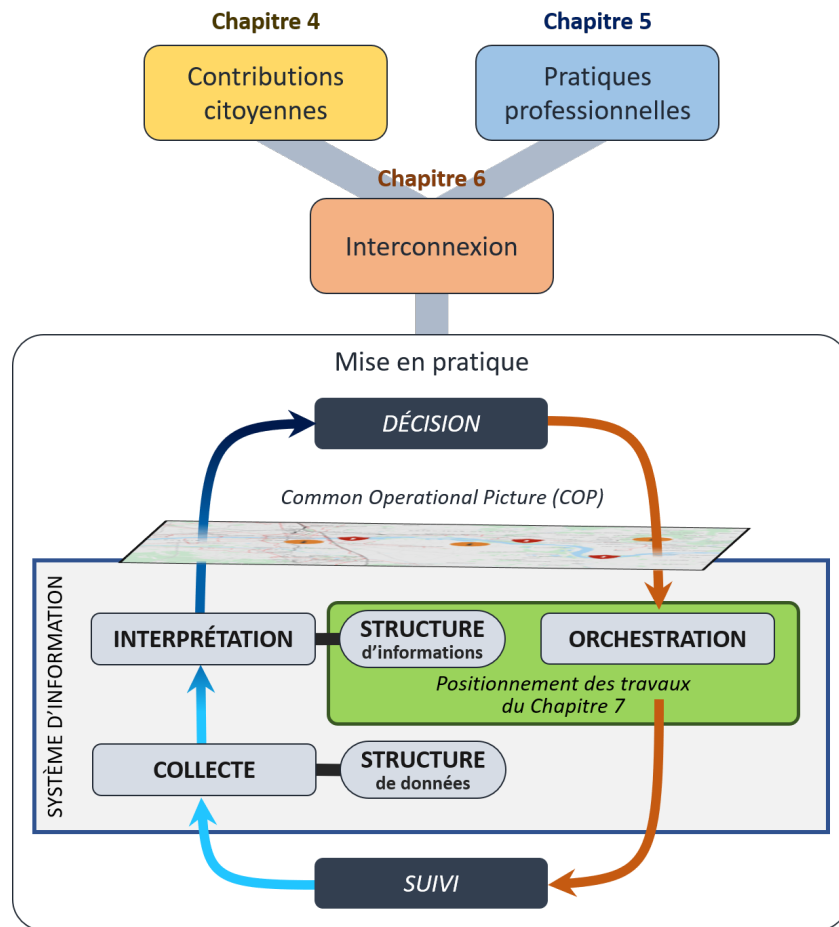 Chapitre 4
Chapitre 5
Contributions
citoyennes
Pratiques
professionnelles
Chapitre 6
Interconnexion
Mise en pratique
DÉCISION
Common Operational Picture (COP)
SYSTÈME D'INFORMATION
INTERPRÉTATION
STRUCTURE
d'informations
ORCHESTRATION
Positionnement des travaux
du Chapitre 7
COLLECTE
STRUCTURE
de données
SUIVI